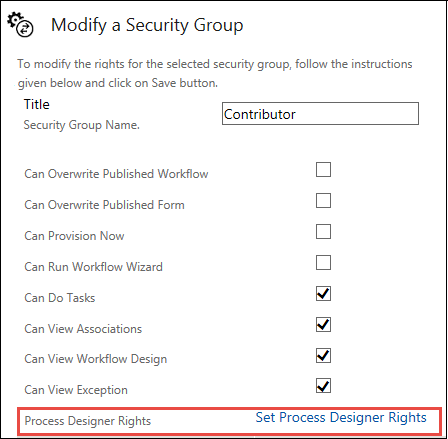 Modify a Security Group
To modify the rights for the selected security group, follow the instructions
given below and click on Save button.
Title
Security Group Name.
Contributor
Can Overwrite Published Workflow
Can Overwrite Published Form
Can Provision Now
Can Run Workflow Wizard
Can Do Tasks
Can View Associations
Can View Workflow Design
Can View Exception
Process Designer Rights Set Process Designer Rights